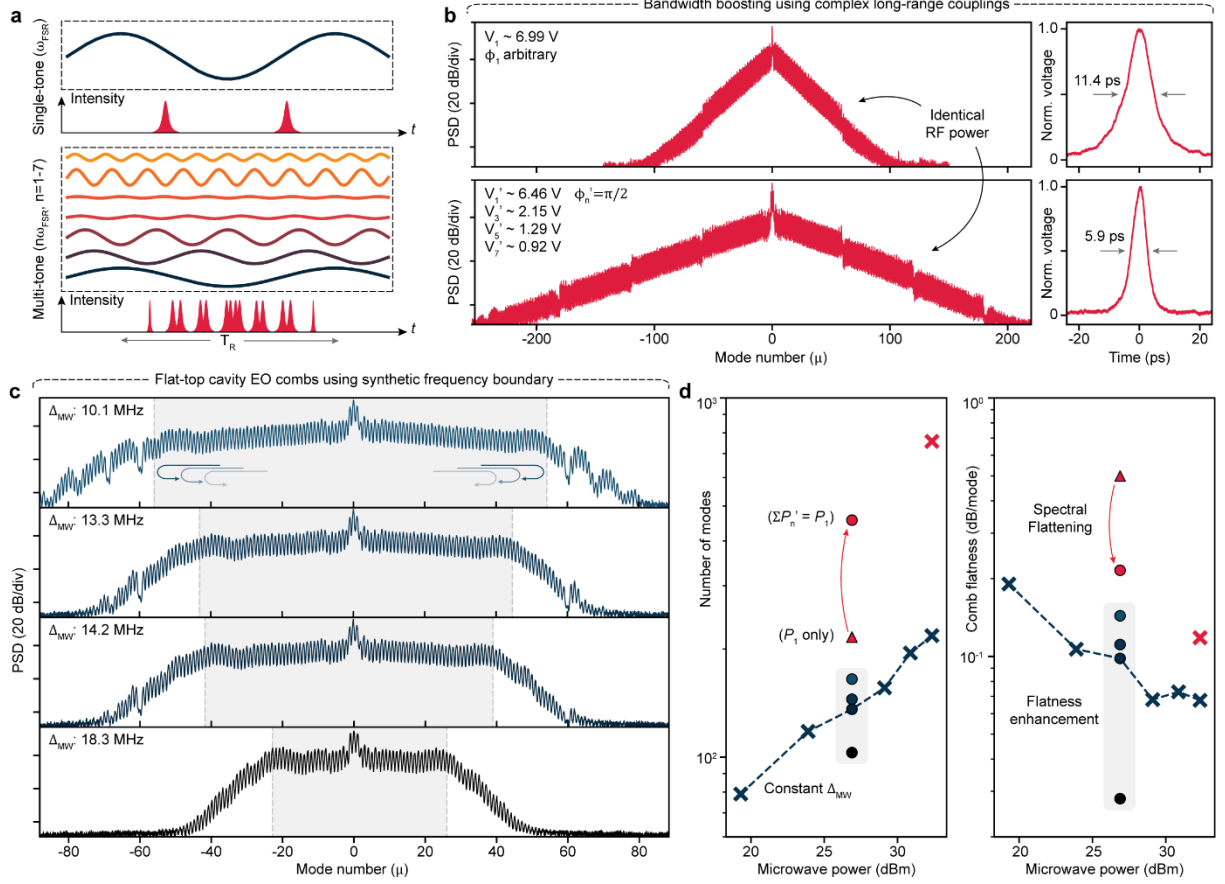 a
Single-tone (ω_FSR)
Intensity
t
Multi-tone (nω_FSR, n=1-7)
Intensity
t
T_R
b
Bandwidth boosting using complex long-range couplings
PSD (20 dB/div)
V_1 ~ 6.99 V
ϕ_1 arbitrary
Identical
RF power
PSD (20 dB/div)
V_1' ~ 6.46 V ϕ_n'=π/2
V_3' ~ 2.15 V
V_5' ~ 1.29 V
V_7' ~ 0.92 V
-200 -100 0 100 200
Mode number (μ)
Norm. voltage
1.0
0
11.4 ps
Norm. voltage
1.0
0
5.9 ps
-20 0 20
Time (ps)
c
Flat-top cavity EO combs using synthetic frequency boundary
PSD (20 dB/div)
Δ_MW: 10.1 MHz
Δ_MW: 13.3 MHz
Δ_MW: 14.2 MHz
Δ_MW: 18.3 MHz
-80 -60 -40 -20 0 20 40 60 80
Mode number (μ)
d
Number of modes
10^3
10^2
(ΣP_n' = P_1)
(P_1 only)
Constant Δ_MW
20 25 30
Microwave power (dBm)
Comb flatness (dB/mode)
10^0
10^-1
Spectral
Flattening
Flatness
enhancement
20 25 30
Microwave power (dBm)